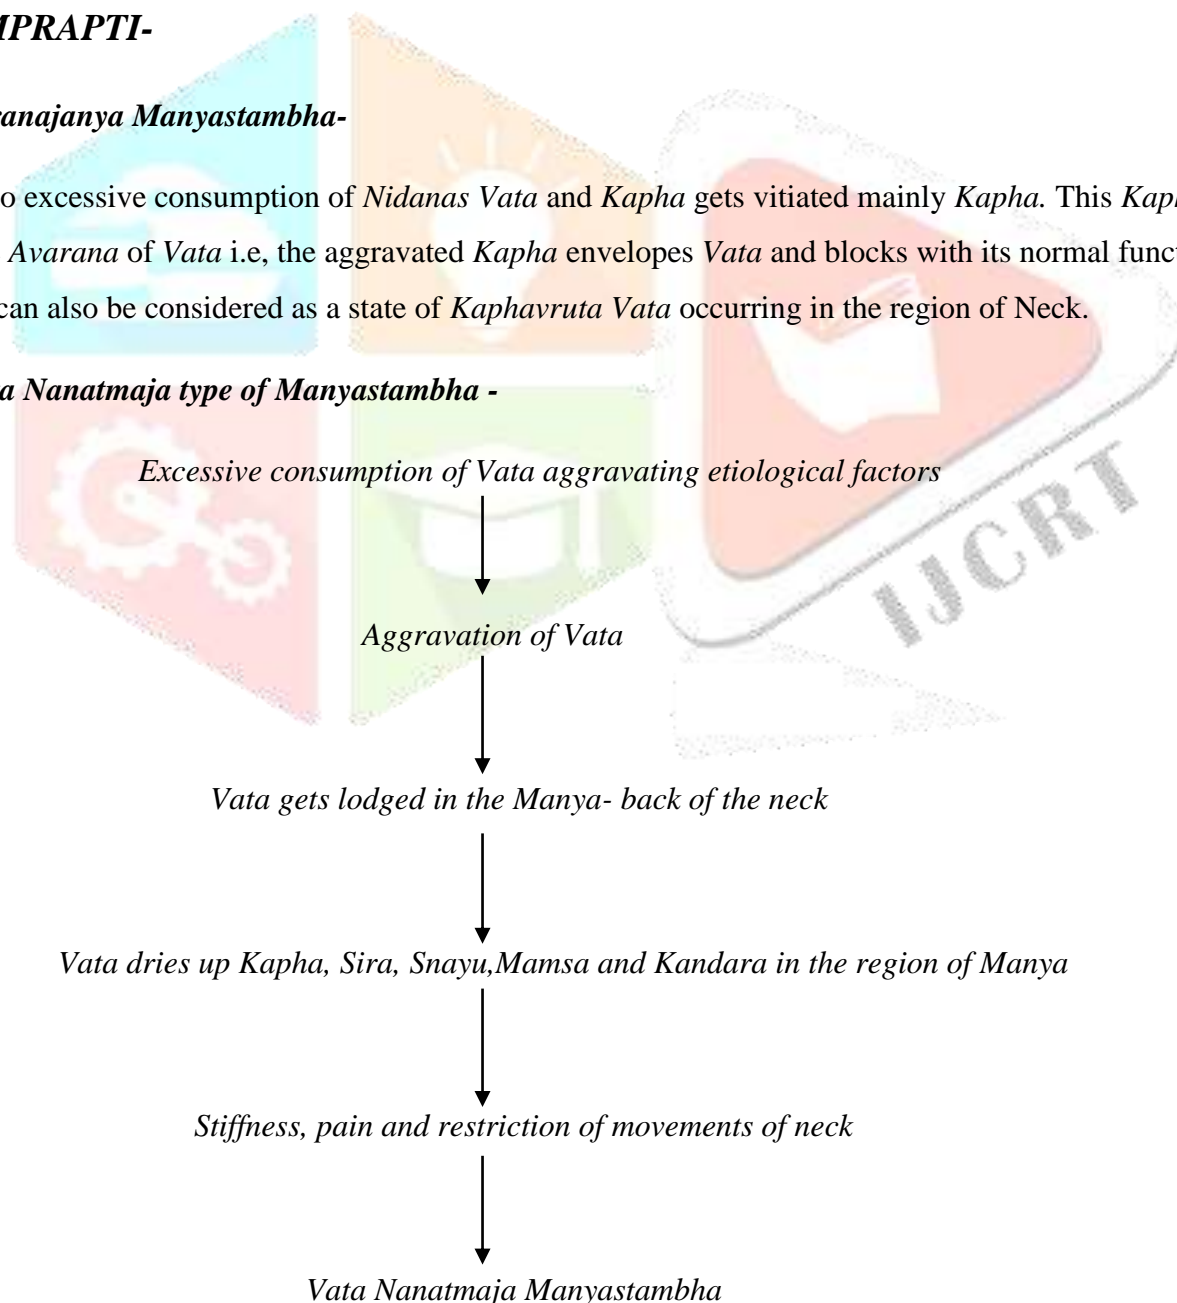 MPRAPTI-
ranajanya Manyastambha-
o excessive consumption of Nidanas Vata and Kapha gets vitiated mainly Kapha. This Kaph
Avarana of Vata i.e, the aggravated Kapha envelopes Vata and blocks with its normal funct
can also be considered as a state of Kaphavruta Vata occurring in the region of Neck.
a Nanatmaja type of Manyastambha -
Excessive consumption of Vata aggravating etiological factors
IJCRT
Aggravation of Vata
Vata gets lodged in the Manya- back of the neck
Vata dries up Kapha, Sira, Snayu,Mamsa and Kandara in the region of Manya
Stiffness, pain and restriction of movements of neck
Vata Nanatmaja Manyastambha